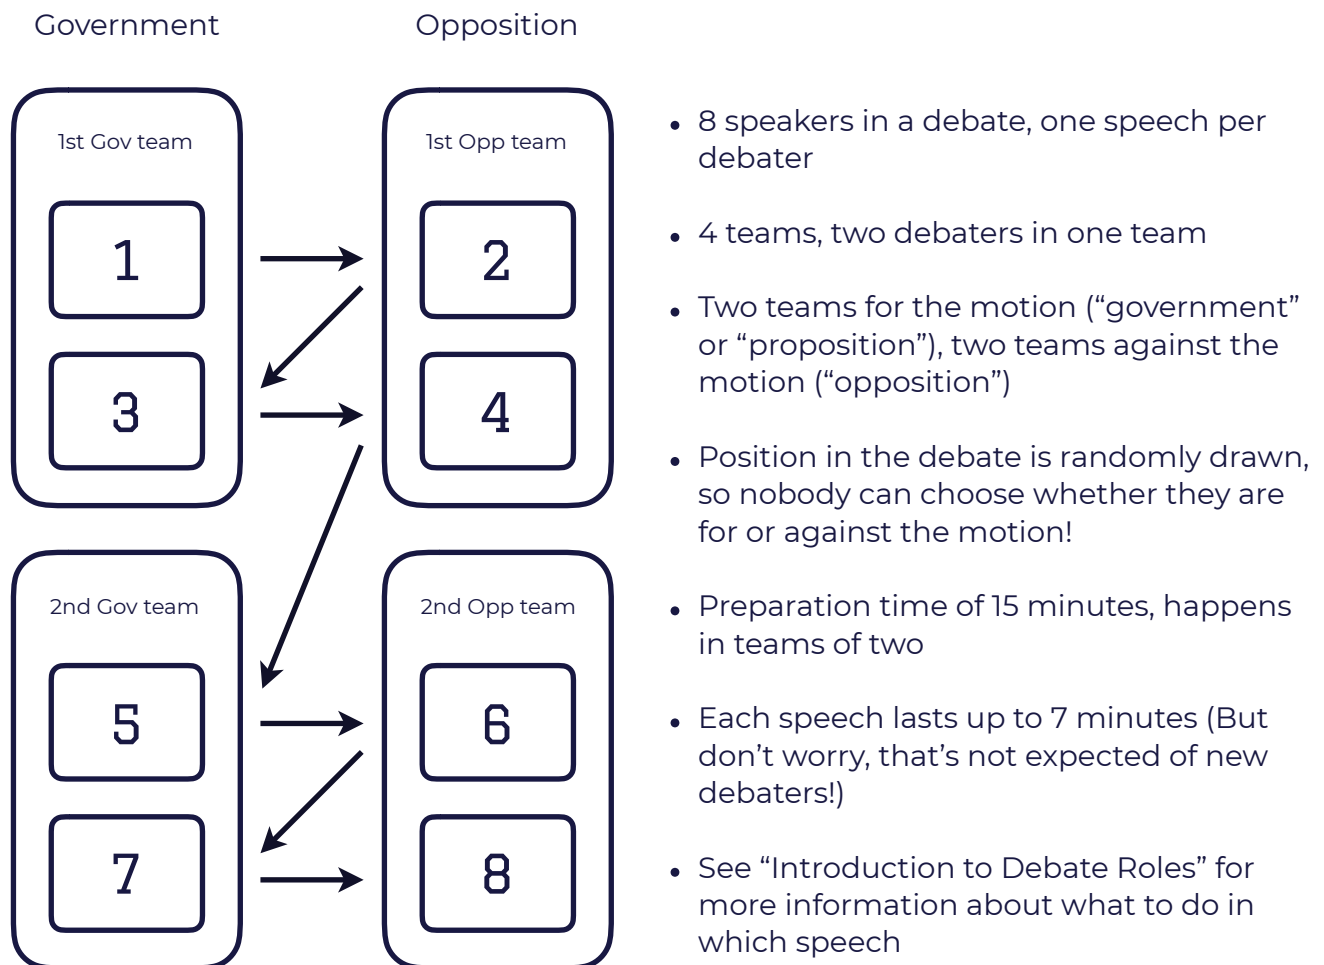 Government
Opposition
1st Gov team
1
3
1st Opp team
2
4
2nd Gov team
5
7
2nd Opp team
6
8
• 8 speakers in a debate, one speech per
debater
• 4 teams, two debaters in one team
• Two teams for the motion (“government”
or “proposition”), two teams against the
motion (“opposition”)
• Position in the debate is randomly drawn,
so nobody can choose whether they are
for or against the motion!
• Preparation time of 15 minutes, happens
in teams of two
• Each speech lasts up to 7 minutes (But
don’t worry, that’s not expected of new
debaters!)
• See “Introduction to Debate Roles” for
more information about what to do in
which speech